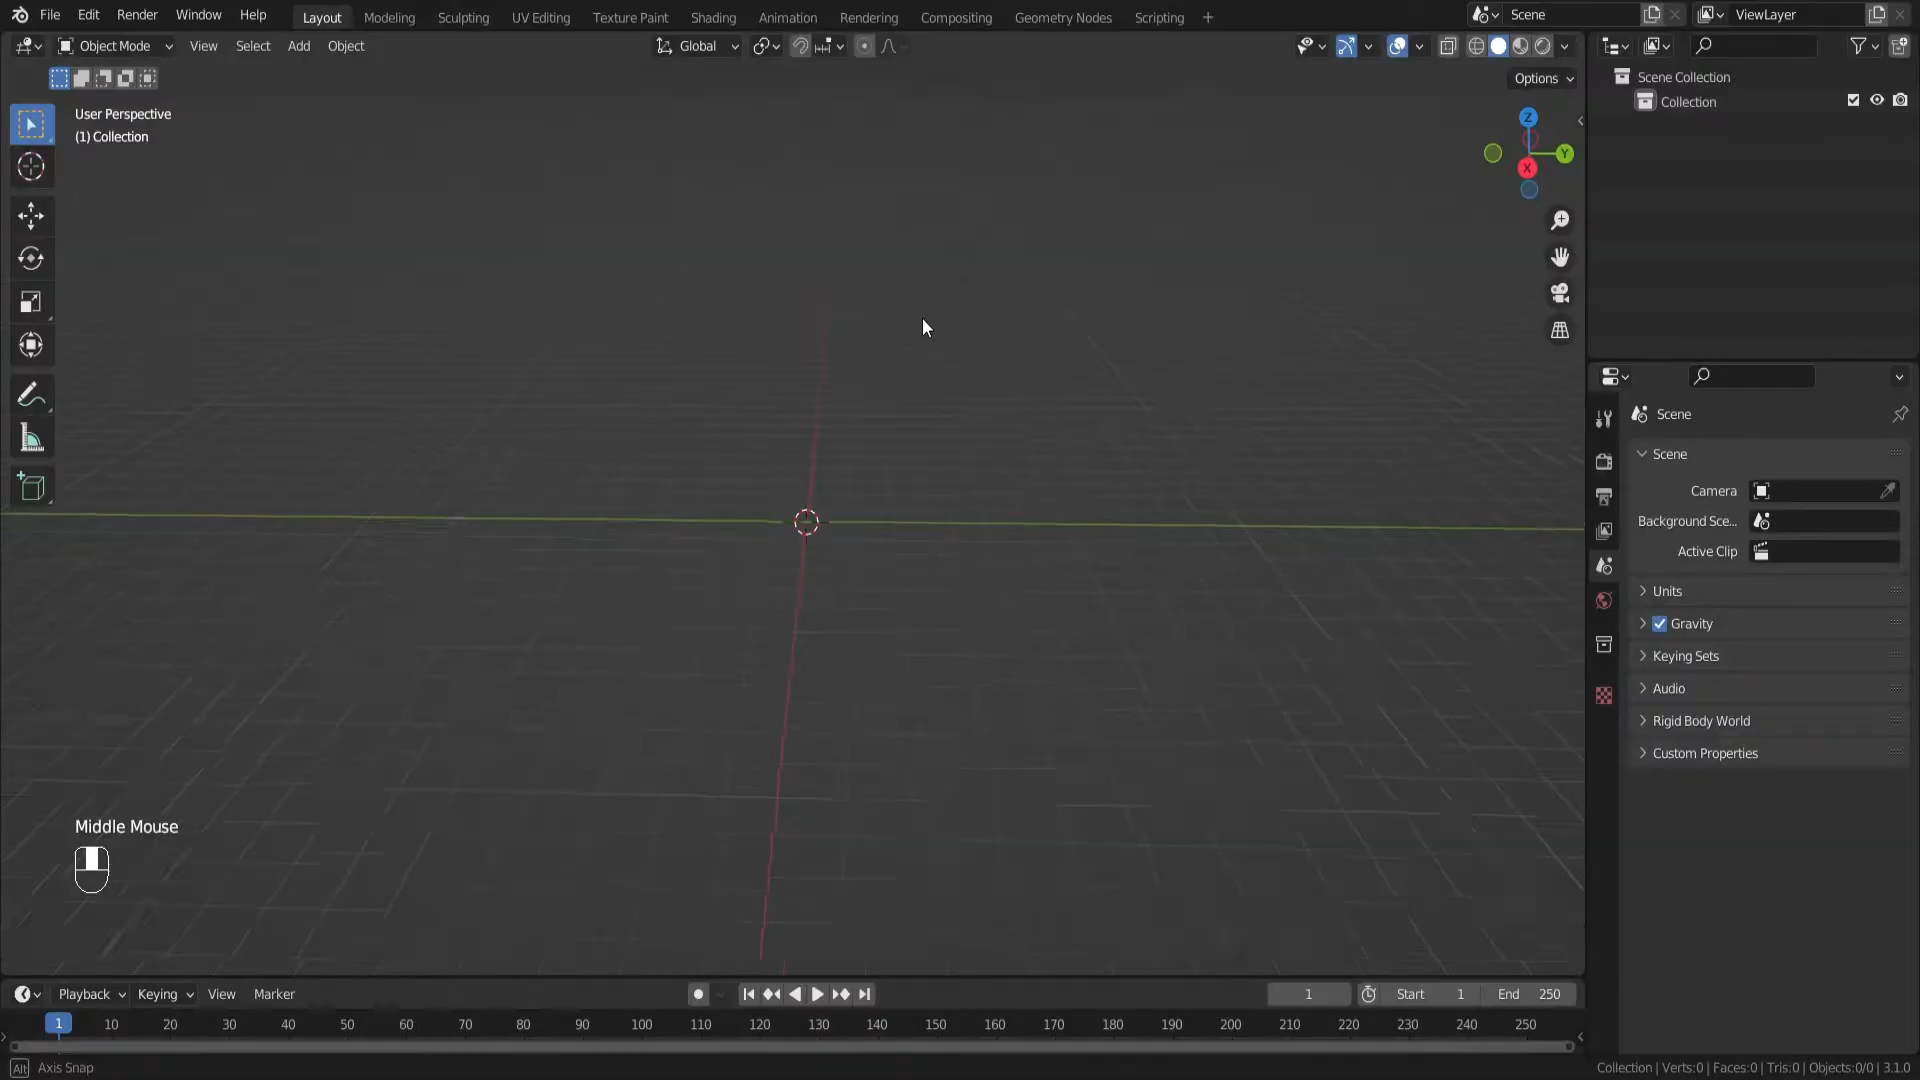 File Edit Render Window Help Layout Modeling Sculpting UV Editing Texture Paint Shading Animation Rendering Compositing Geometry Nodes Scripting + Scene ViewLayer
Object Mode View Select Add Object Global
Options
User Perspective
(1) Collection
Z
Y
X
Scene Collection
Collection
Scene
Scene
Camera
Background Sce...
Active Clip
Units
Gravity
Keying Sets
Audio
Rigid Body World
Custom Properties
Middle Mouse
Playback Keying View Marker 1 Start 1 End 250
1 10 20 30 40 50 60 70 80 90 100 110 120 130 140 150 160 170 180 190 200 210 220 230 240 250
Alt Axis Snap
Collection | Verts:0 | Faces:0 | Tris:0 | Objects:0/0 | 3.1.0